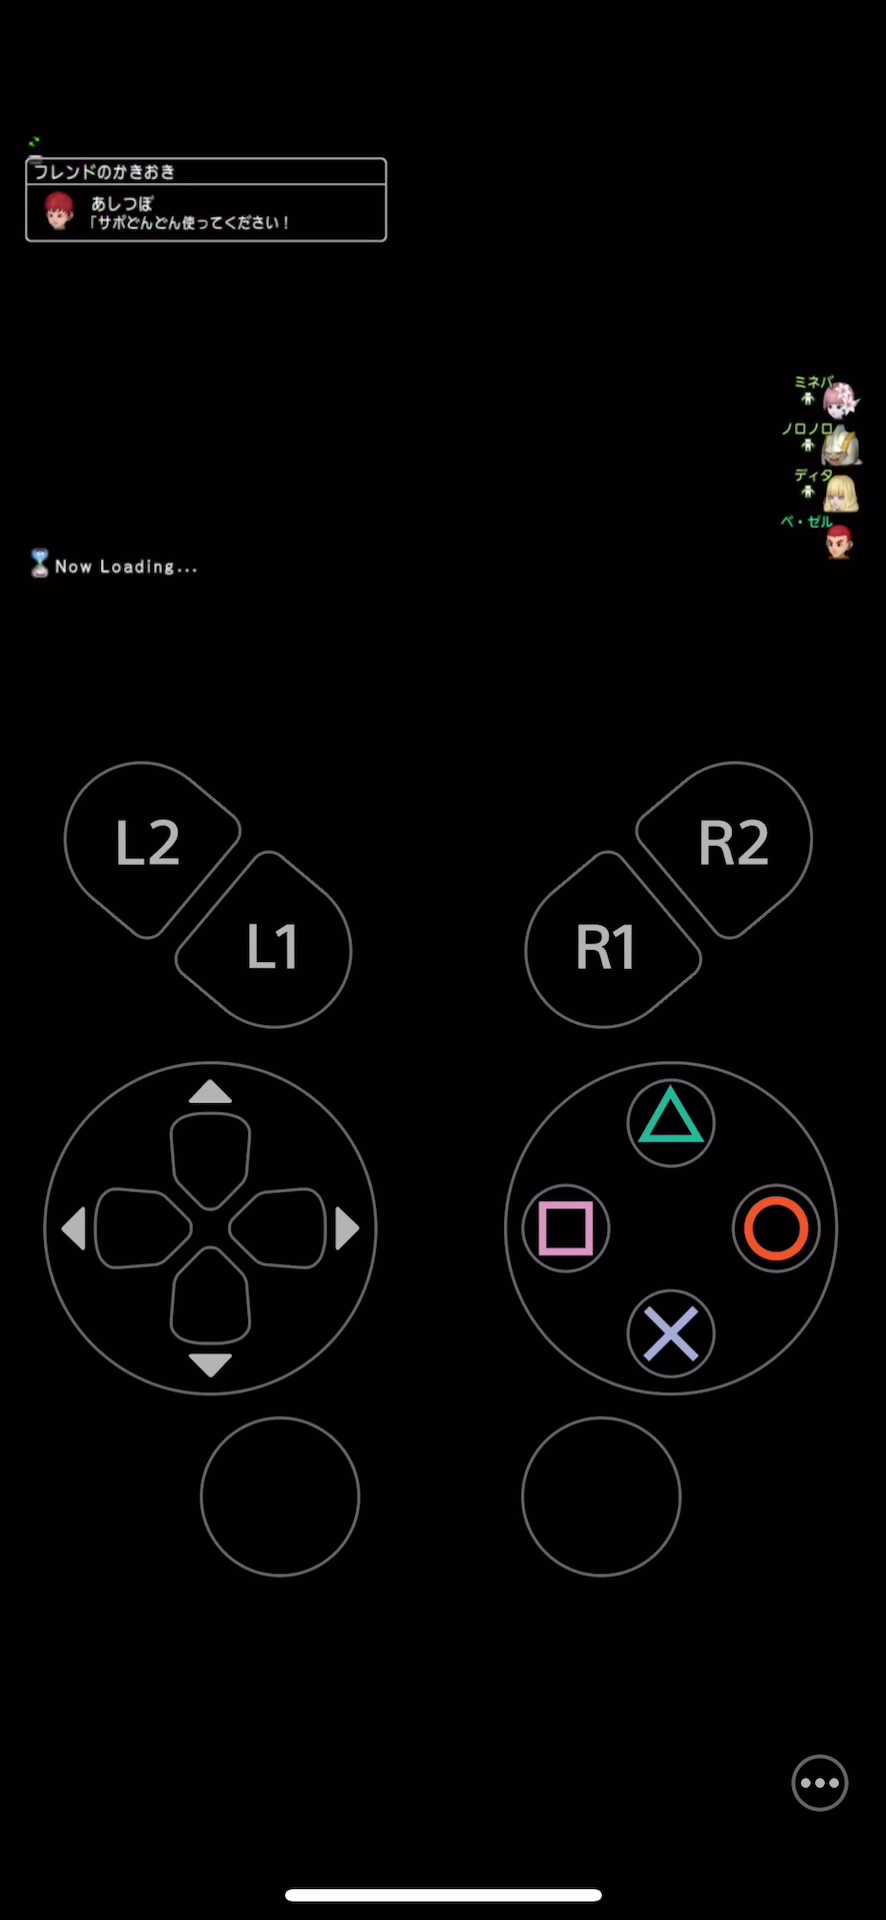 フレンドのかきおき
あしつぽ
「サポどんどん使ってください！
ミネバ
ノロノロ
ディタ
ベ・ゼル
Now Loading...
L2
R2
L1
R1